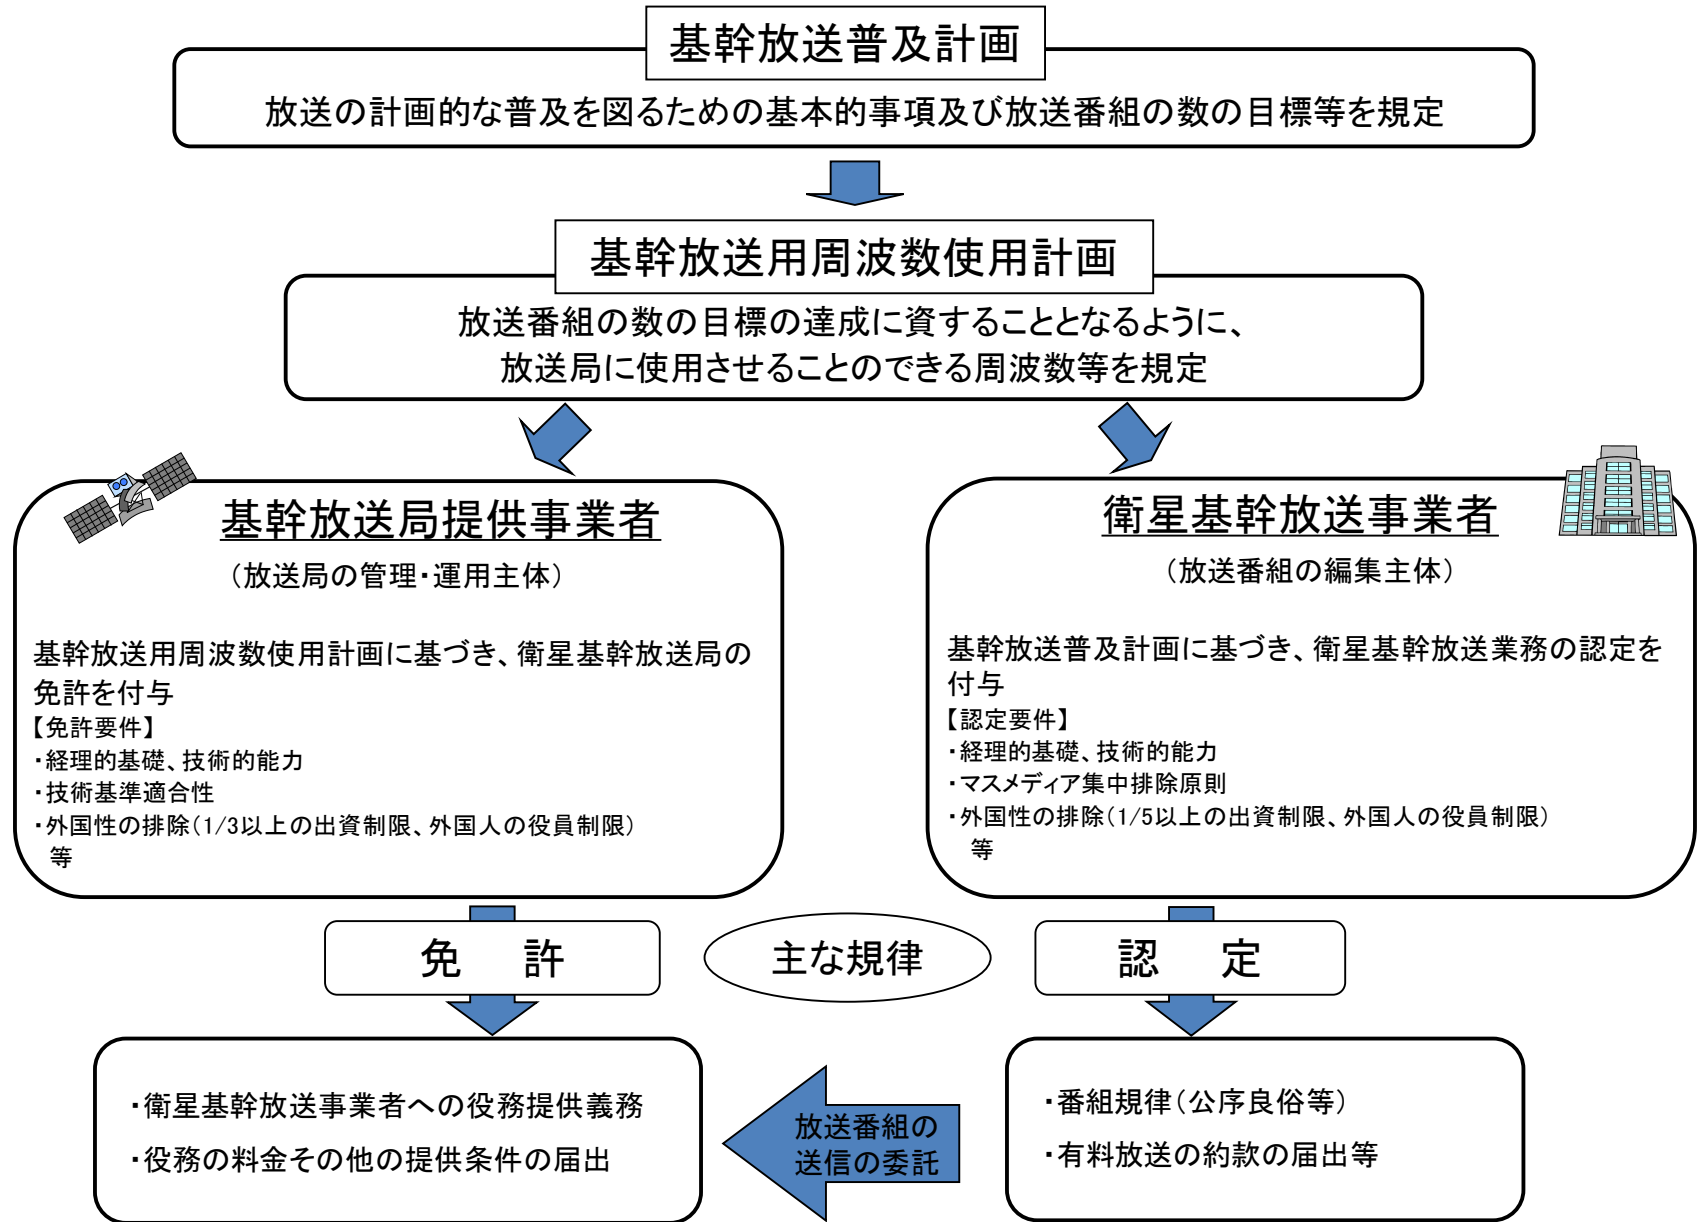 基幹放送普及計画
放送の計画的な普及を図るための基本的事項及び放送番組の数の目標等を規定
基幹放送用周波数使用計画
放送番組の数の目標の達成に資することとなるように、
放送局に使用させることのできる周波数等を規定
基幹放送局提供事業者
（放送局の管理・運用主体）
基幹放送用周波数使用計画に基づき、衛星基幹放送局の
免許を付与
【免許要件】
・経理的基礎、技術的能力
・技術基準適合性
・外国性の排除（1/3以上の出資制限、外国人の役員制限）
等
衛星基幹放送事業者
（放送番組の編集主体）
基幹放送普及計画に基づき、衛星基幹放送業務の認定を
付与
【認定要件】
・経理的基礎、技術的能力
・マスメディア集中排除原則
・外国性の排除（1/5以上の出資制限、外国人の役員制限）
等
免　許
主な規律
認　定
・衛星基幹放送事業者への役務提供義務
・役務の料金その他の提供条件の届出
放送番組の
送信の委託
・番組規律（公序良俗等）
・有料放送の約款の届出等